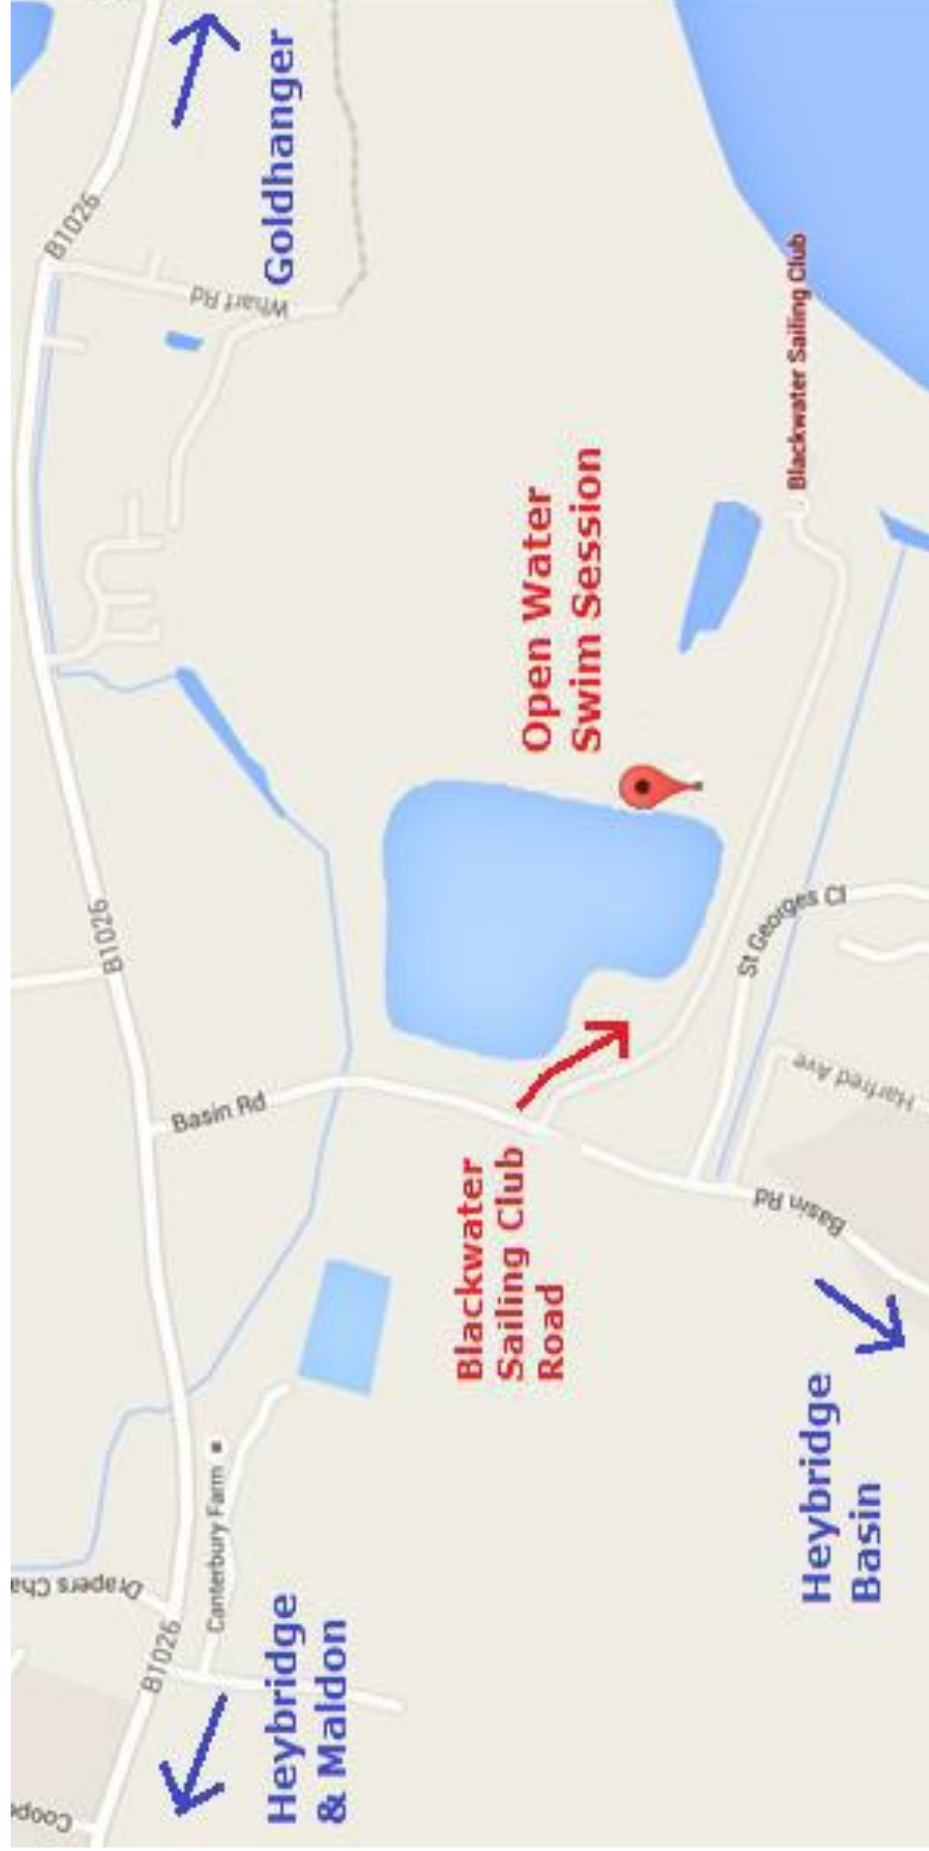 Coope
B1026
Drapers Cha
Canterbury Farm
Heybridge
& Maldon
Basin Rd
B1026
B1026
Wharf Rd
Goldhanger
Blackwater
Sailing Club
Road
Open Water
Swim Session
Blackwater Sailing Club
St Georges Cl
Harfred Ave
Basin Rd
Heybridge
Basin